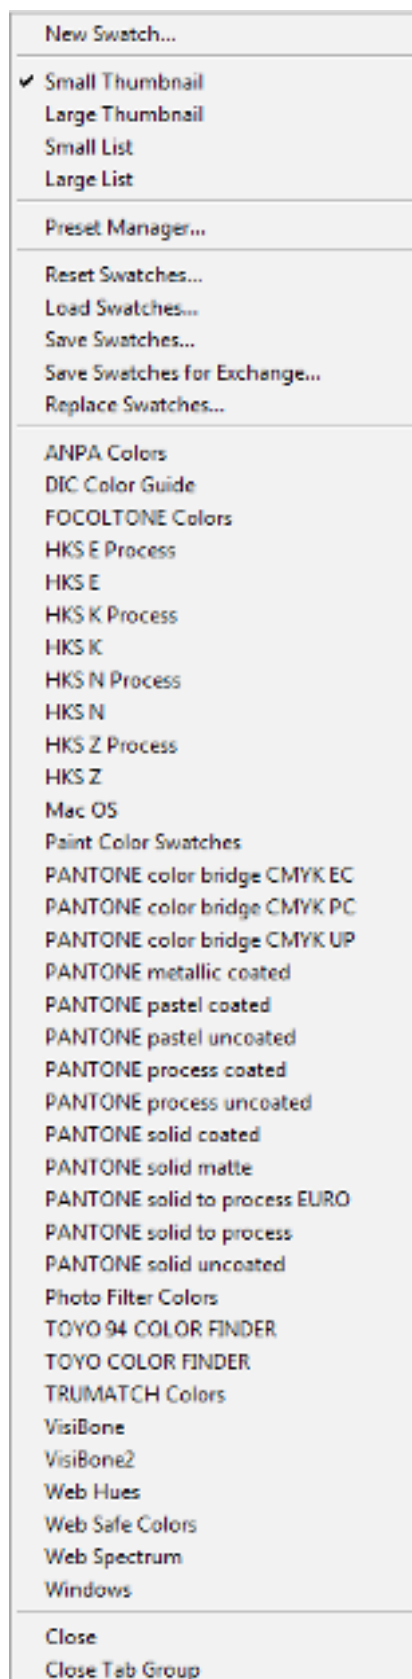 New Swatch...
Small Thumbnail
Large Thumbnail
Small List
Large List
Preset Manager...
Reset Swatches...
Load Swatches...
Save Swatches...
Save Swatches for Exchange...
Replace Swatches...
ANPA Colors
DIC Color Guide
FOCOLTONE Colors
HKS E Process
HKS E
HKS K Process
HKS K
HKS N Process
HKS N
HKS Z Process
HKS Z
Mac OS
Paint Color Swatches
PANTONE color bridge CMYK EC
PANTONE color bridge CMYK PC
PANTONE color bridge CMYK UP
PANTONE metallic coated
PANTONE pastel coated
PANTONE pastel uncoated
PANTONE process coated
PANTONE process uncoated
PANTONE solid coated
PANTONE solid matte
PANTONE solid to process EURO
PANTONE solid to process
PANTONE solid uncoated
Photo Filter Colors
TOYO 94 COLOR FINDER
TOYO COLOR FINDER
TRUMATCH Colors
VisiBone
VisiBone2
Web Hues
Web Safe Colors
Web Spectrum
Windows
Close
Close Tab Group